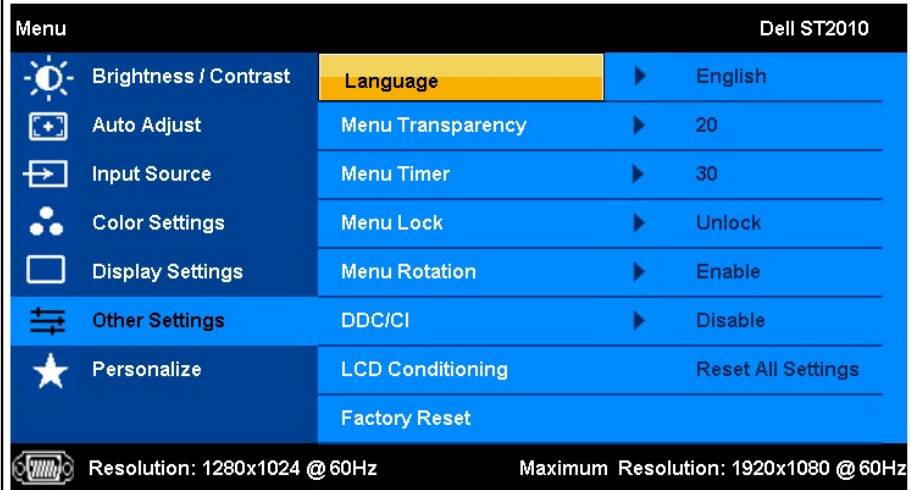 Menu Dell ST2010
Brightness / Contrast Language English
Auto Adjust Menu Transparency 20
Input Source Menu Timer 30
Color Settings Menu Lock Unlock
Display Settings Menu Rotation Enable
Other Settings DDC/CI Disable
Personalize LCD Conditioning Reset All Settings
Factory Reset
Resolution: 1280x1024 @60Hz Maximum Resolution: 1920x1080 @60Hz